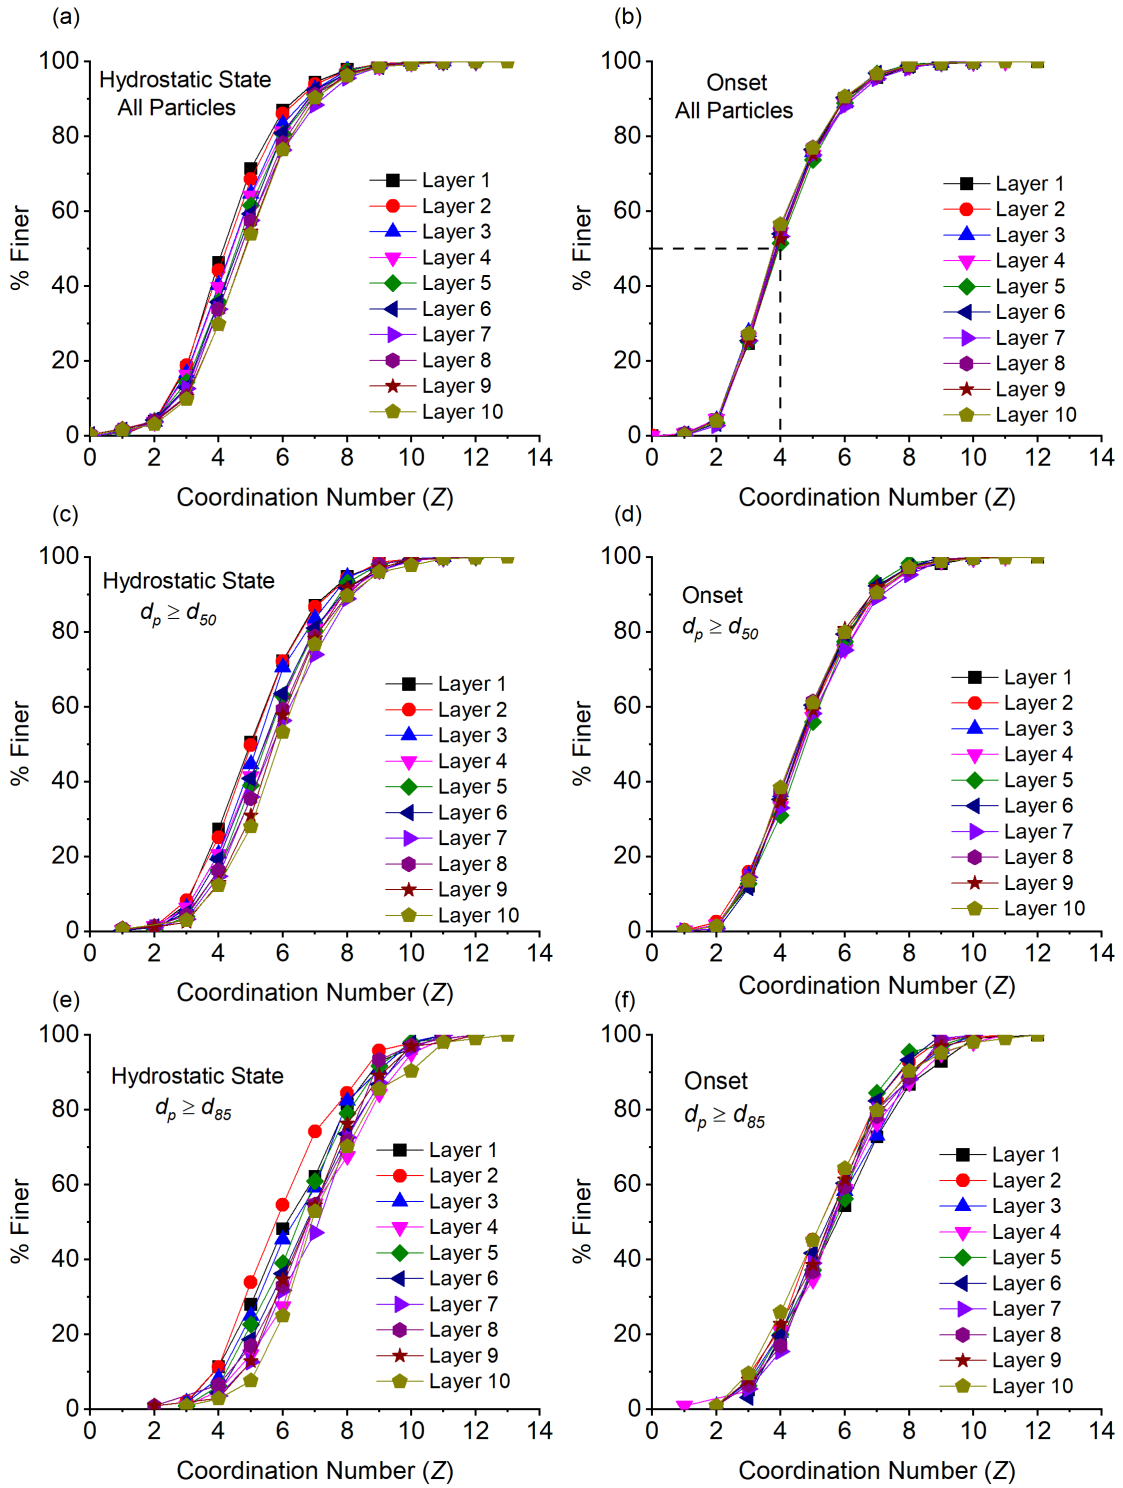 (a)
Hydrostatic State
All Particles
100
80
60
40
20
0
% Finer
Layer 1
Layer 2
Layer 3
Layer 4
Layer 5
Layer 6
Layer 7
Layer 8
Layer 9
Layer 10
0 2 4 6 8 10 12 14
Coordination Number (Z)
(b)
Onset
All Particles
100
80
60
40
20
0
% Finer
Layer 1
Layer 2
Layer 3
Layer 4
Layer 5
Layer 6
Layer 7
Layer 8
Layer 9
Layer 10
0 2 4 6 8 10 12 14
Coordination Number (Z)
(c)
Hydrostatic State
dp ≥ d50
100
80
60
40
20
0
% Finer
Layer 1
Layer 2
Layer 3
Layer 4
Layer 5
Layer 6
Layer 7
Layer 8
Layer 9
Layer 10
0 2 4 6 8 10 12 14
Coordination Number (Z)
(d)
Onset
dp ≥ d50
100
80
60
40
20
0
% Finer
Layer 1
Layer 2
Layer 3
Layer 4
Layer 5
Layer 6
Layer 7
Layer 8
Layer 9
Layer 10
0 2 4 6 8 10 12 14
Coordination Number (Z)
(e)
Hydrostatic State
dp ≥ d85
100
80
60
40
20
0
% Finer
Layer 1
Layer 2
Layer 3
Layer 4
Layer 5
Layer 6
Layer 7
Layer 8
Layer 9
Layer 10
0 2 4 6 8 10 12 14
Coordination Number (Z)
(f)
Onset
dp ≥ d85
100
80
60
40
20
0
% Finer
Layer 1
Layer 2
Layer 3
Layer 4
Layer 5
Layer 6
Layer 7
Layer 8
Layer 9
Layer 10
0 2 4 6 8 10 12 14
Coordination Number (Z)